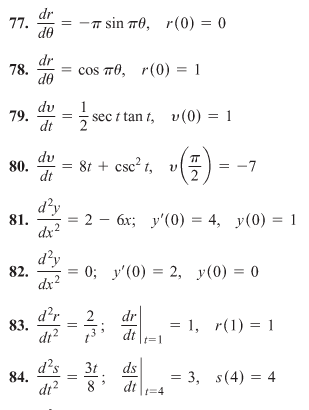 77. dr/dθ = −π sin πθ, r(0) = 0
78. dr/dθ = cos πθ, r(0) = 1
79. dv/dt = 1/2 sec t tan t, v(0) = 1
80. dv/dt = 8t + csc² t, v(π/2) = −7
81. d²y/dx² = 2 − 6x; y′(0) = 4, y(0) = 1
82. d²y/dx² = 0; y′(0) = 2, y(0) = 0
83. d²r/dt² = 2/t³; dr/dt|ₜ₌₁ = 1, r(1) = 1
84. d²s/dt² = 3t/8; ds/dt|ₜ₌₄ = 3, s(4) = 4